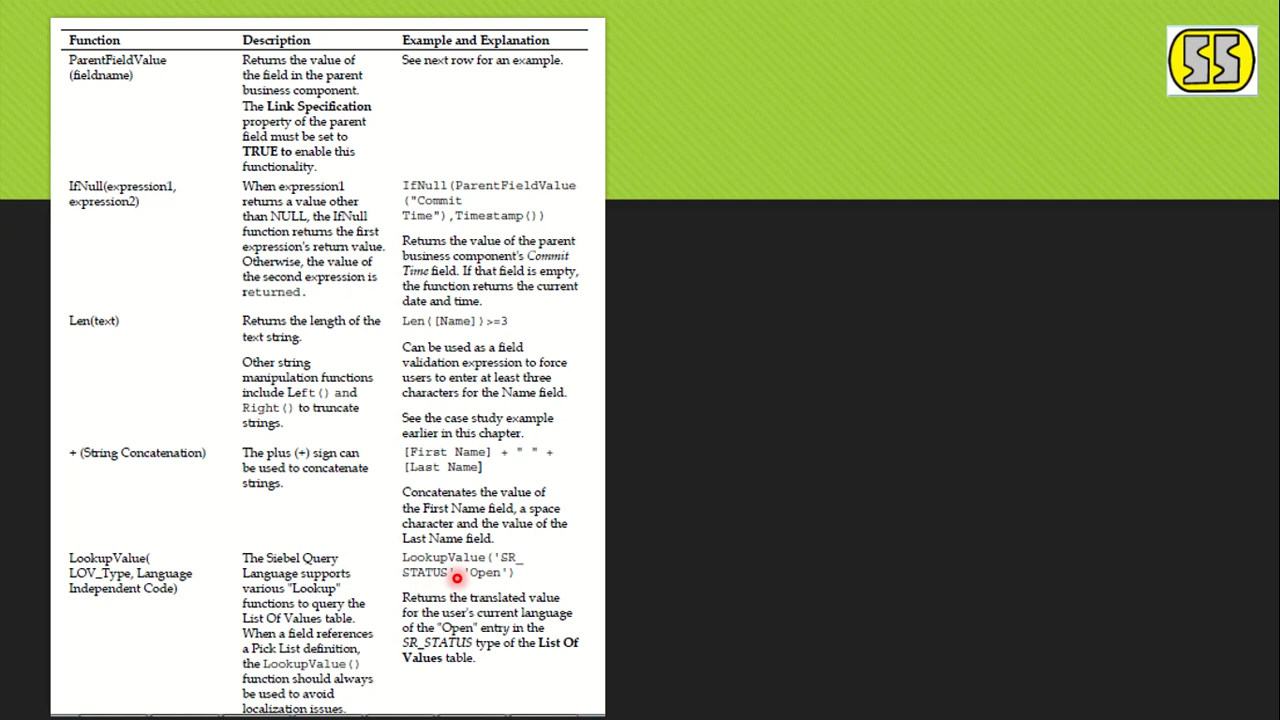 Function Description Example and Explanation
ParentFieldValue
(fieldname)
Returns the value of
the field in the parent
business component.
The Link Specification
property of the parent
field must be set to
TRUE to enable this
functionality.
See next row for an example.
IfNull(expression1,
expression2)
When expression1
returns a value other
than NULL, the IfNull
function returns the first
expression's return value.
Otherwise, the value of
the second expression is
returned.
IfNull(ParentFieldValue
("Commit
Time"),Timestamp())
Returns the value of the parent
business component's Commit
Time field. If that field is empty,
the function returns the current
date and time.
Len(text)
Returns the length of the
text string.
Other string
manipulation functions
include Left() and
Right() to truncate
strings.
Len([Name])>=3
Can be used as a field
validation expression to force
users to enter at least three
characters for the Name field.
See the case study example
earlier in this chapter.
+ (String Concatenation)
The plus (+) sign can
be used to concatenate
strings.
[First Name] + " " +
[Last Name]
Concatenates the value of
the First Name field, a space
character and the value of the
Last Name field.
LookupValue(
LOV_Type, Language
Independent Code)
The Siebel Query
Language supports
various "Lookup"
functions to query the
List Of Values table.
When a field references
a Pick List definition,
the LookupValue()
function should always
be used to avoid
localization issues.
LookupValue('SR_
STATUS' 'Open')
Returns the translated value
for the user's current language
of the "Open" entry in the
SR_STATUS type of the List Of
Values table.
SS